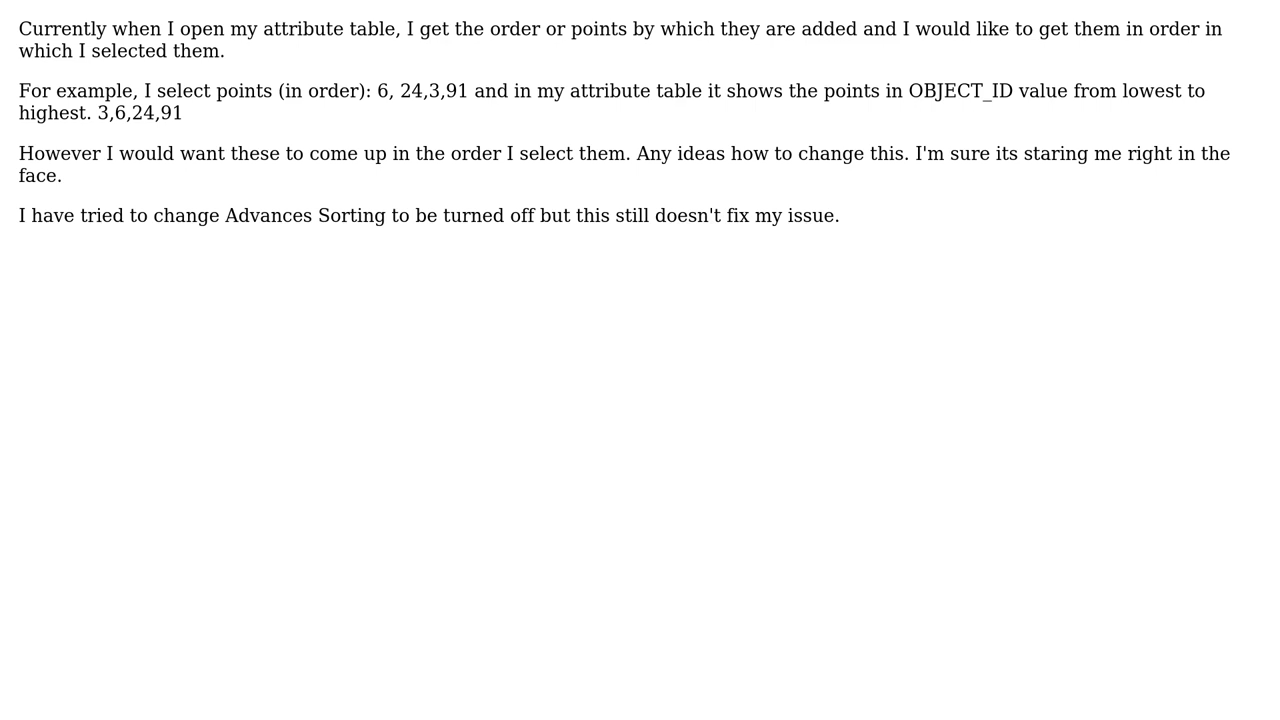 Currently when I open my attribute table, I get the order or points by which they are added and I would like to get them in order in
which I selected them.
For example, I select points (in order): 6, 24,3,91 and in my attribute table it shows the points in OBJECT_ID value from lowest to
highest. 3,6,24,91
However I would want these to come up in the order I select them. Any ideas how to change this. I'm sure its staring me right in the
face.
I have tried to change Advances Sorting to be turned off but this still doesn't fix my issue.